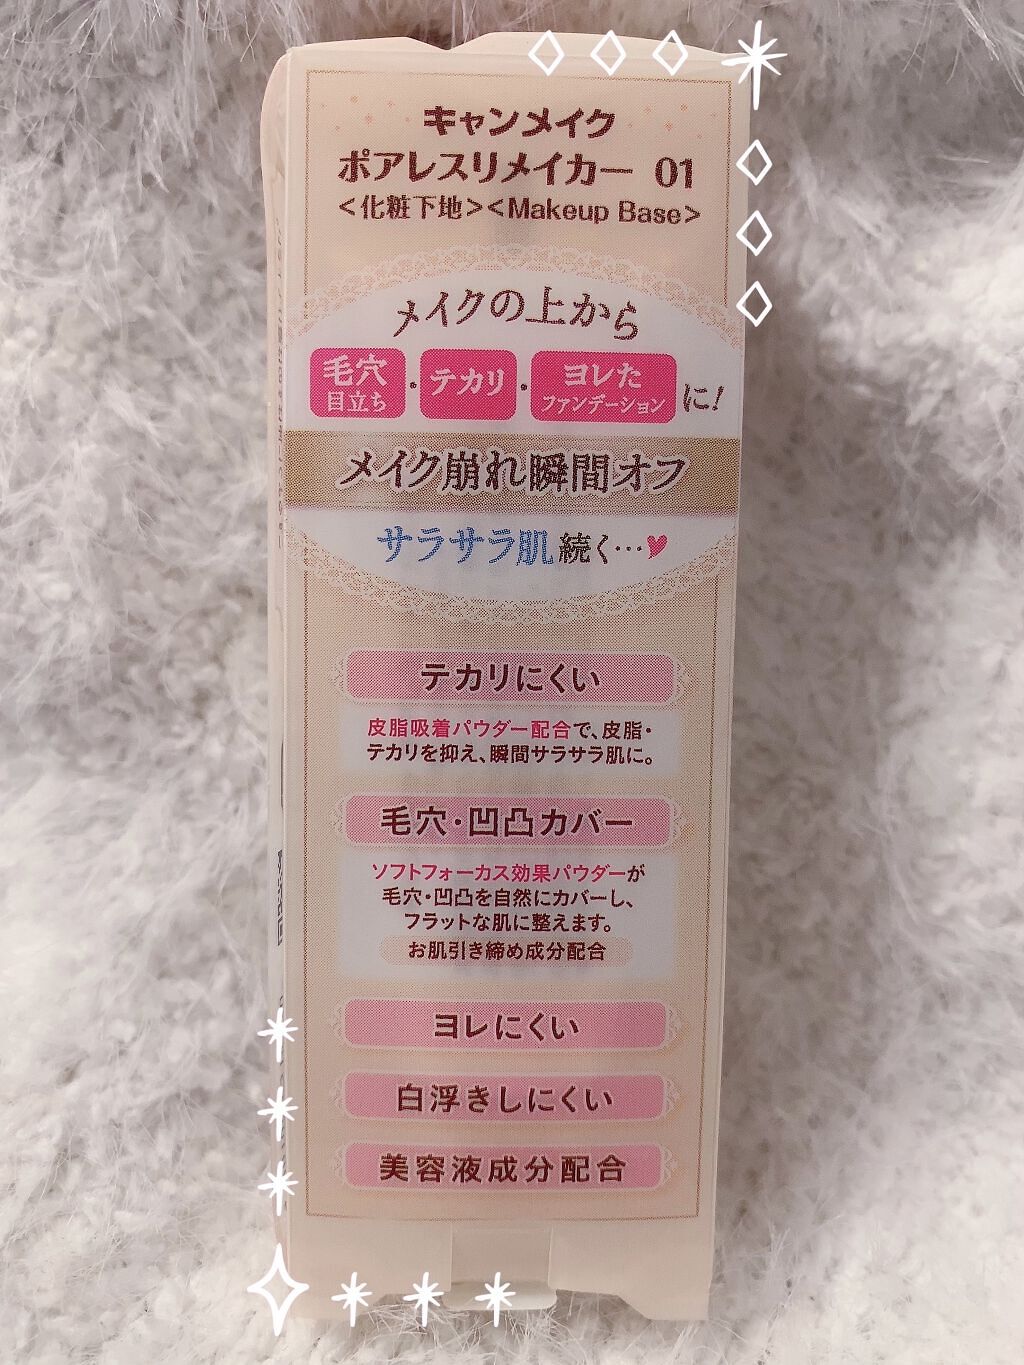 キャンメイク
ポアレスリメイカー 01
<化粧下地><Makeup Base>
メイクの上から
毛穴
目立ち
・テカリ・
ヨレた
ファンデーション
に!
メイク崩れ瞬間オフ
サラサラ肌続く…
テカリにくい
皮脂吸着パウダー配合で、皮脂・
テカリを抑え、瞬間サラサラ肌に。
毛穴・凹凸カバー
ソフトフォーカス効果パウダーが
毛穴・凹凸を自然にカバーし、
フラットな肌に整えます。
お肌引き締め成分配合
ヨレにくい
白浮きしにくい
美容液成分配合